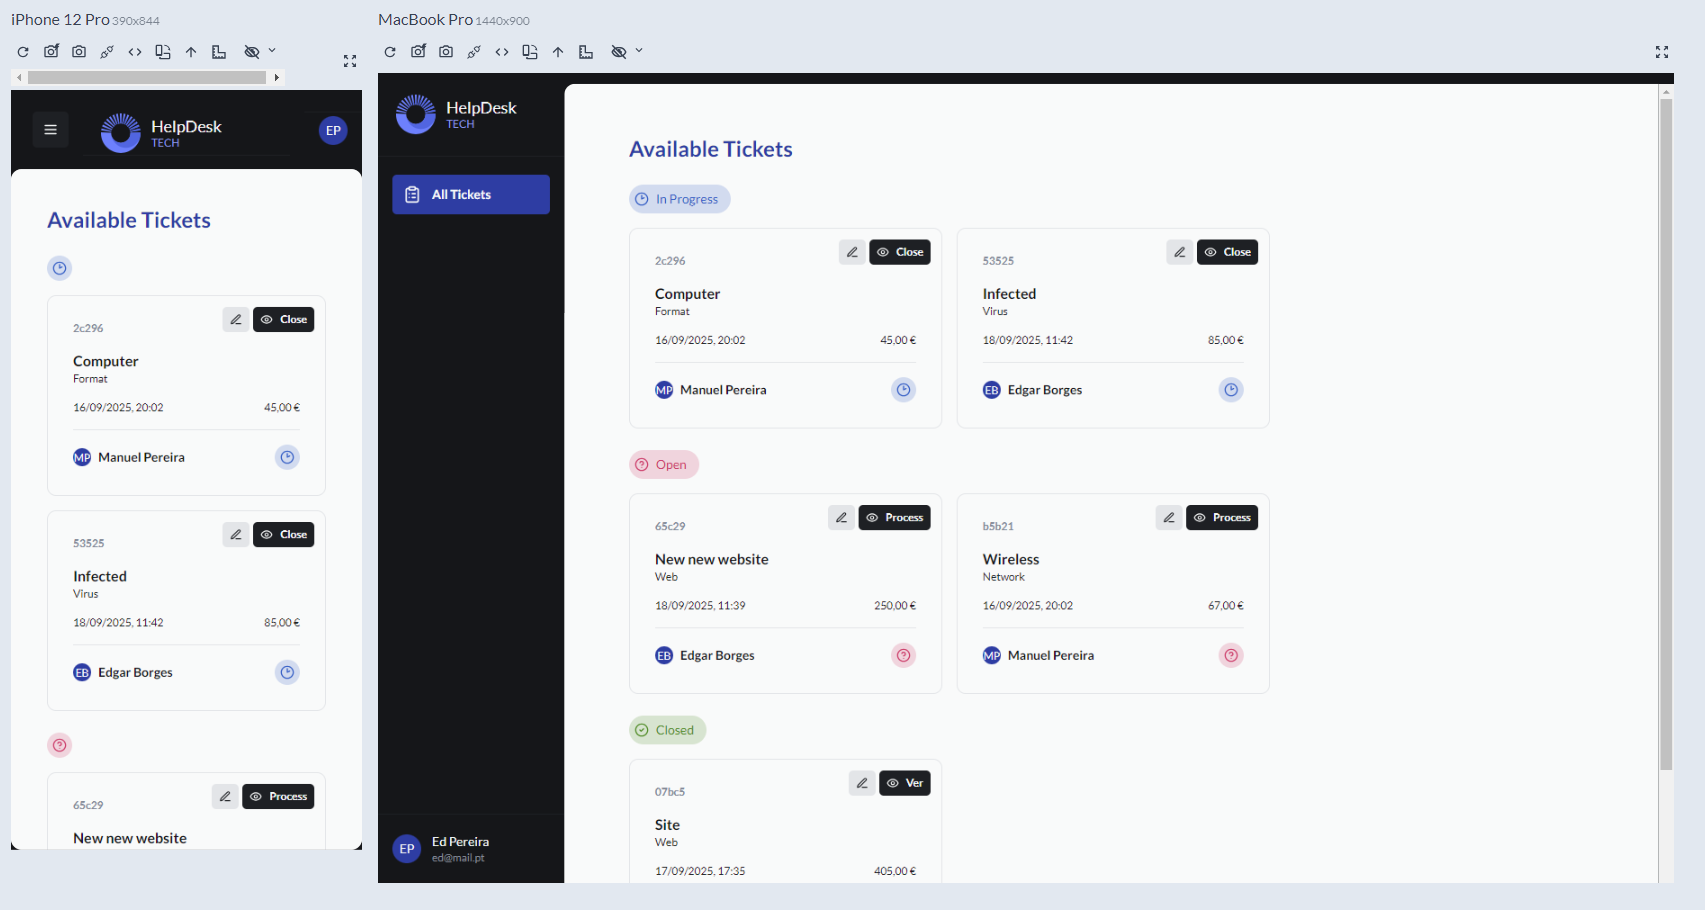 iPhone 12 Pro 390x844
HelpDesk
TECH
EP
Available Tickets
2c296
Close
Computer
Format
16/09/2025, 20:02
45,00 €
MP Manuel Pereira
53525
Close
Infected
Virus
18/09/2025, 11:42
85,00 €
EB Edgar Borges
65c29
Process
New new website
MacBook Pro 1440x900
HelpDesk
TECH
All Tickets
EP
Ed Pereira
ed@mail.pt
Available Tickets
In Progress
2c296
Close
Computer
Format
16/09/2025, 20:02
45,00 €
MP Manuel Pereira
53525
Close
Infected
Virus
18/09/2025, 11:42
85,00 €
EB Edgar Borges
Open
65c29
Process
New new website
Web
18/09/2025, 11:39
250,00 €
EB Edgar Borges
b5b21
Process
Wireless
Network
16/09/2025, 20:02
67,00 €
MP Manuel Pereira
Closed
07bc5
Ver
Site
Web
17/09/2025, 17:35
405,00 €